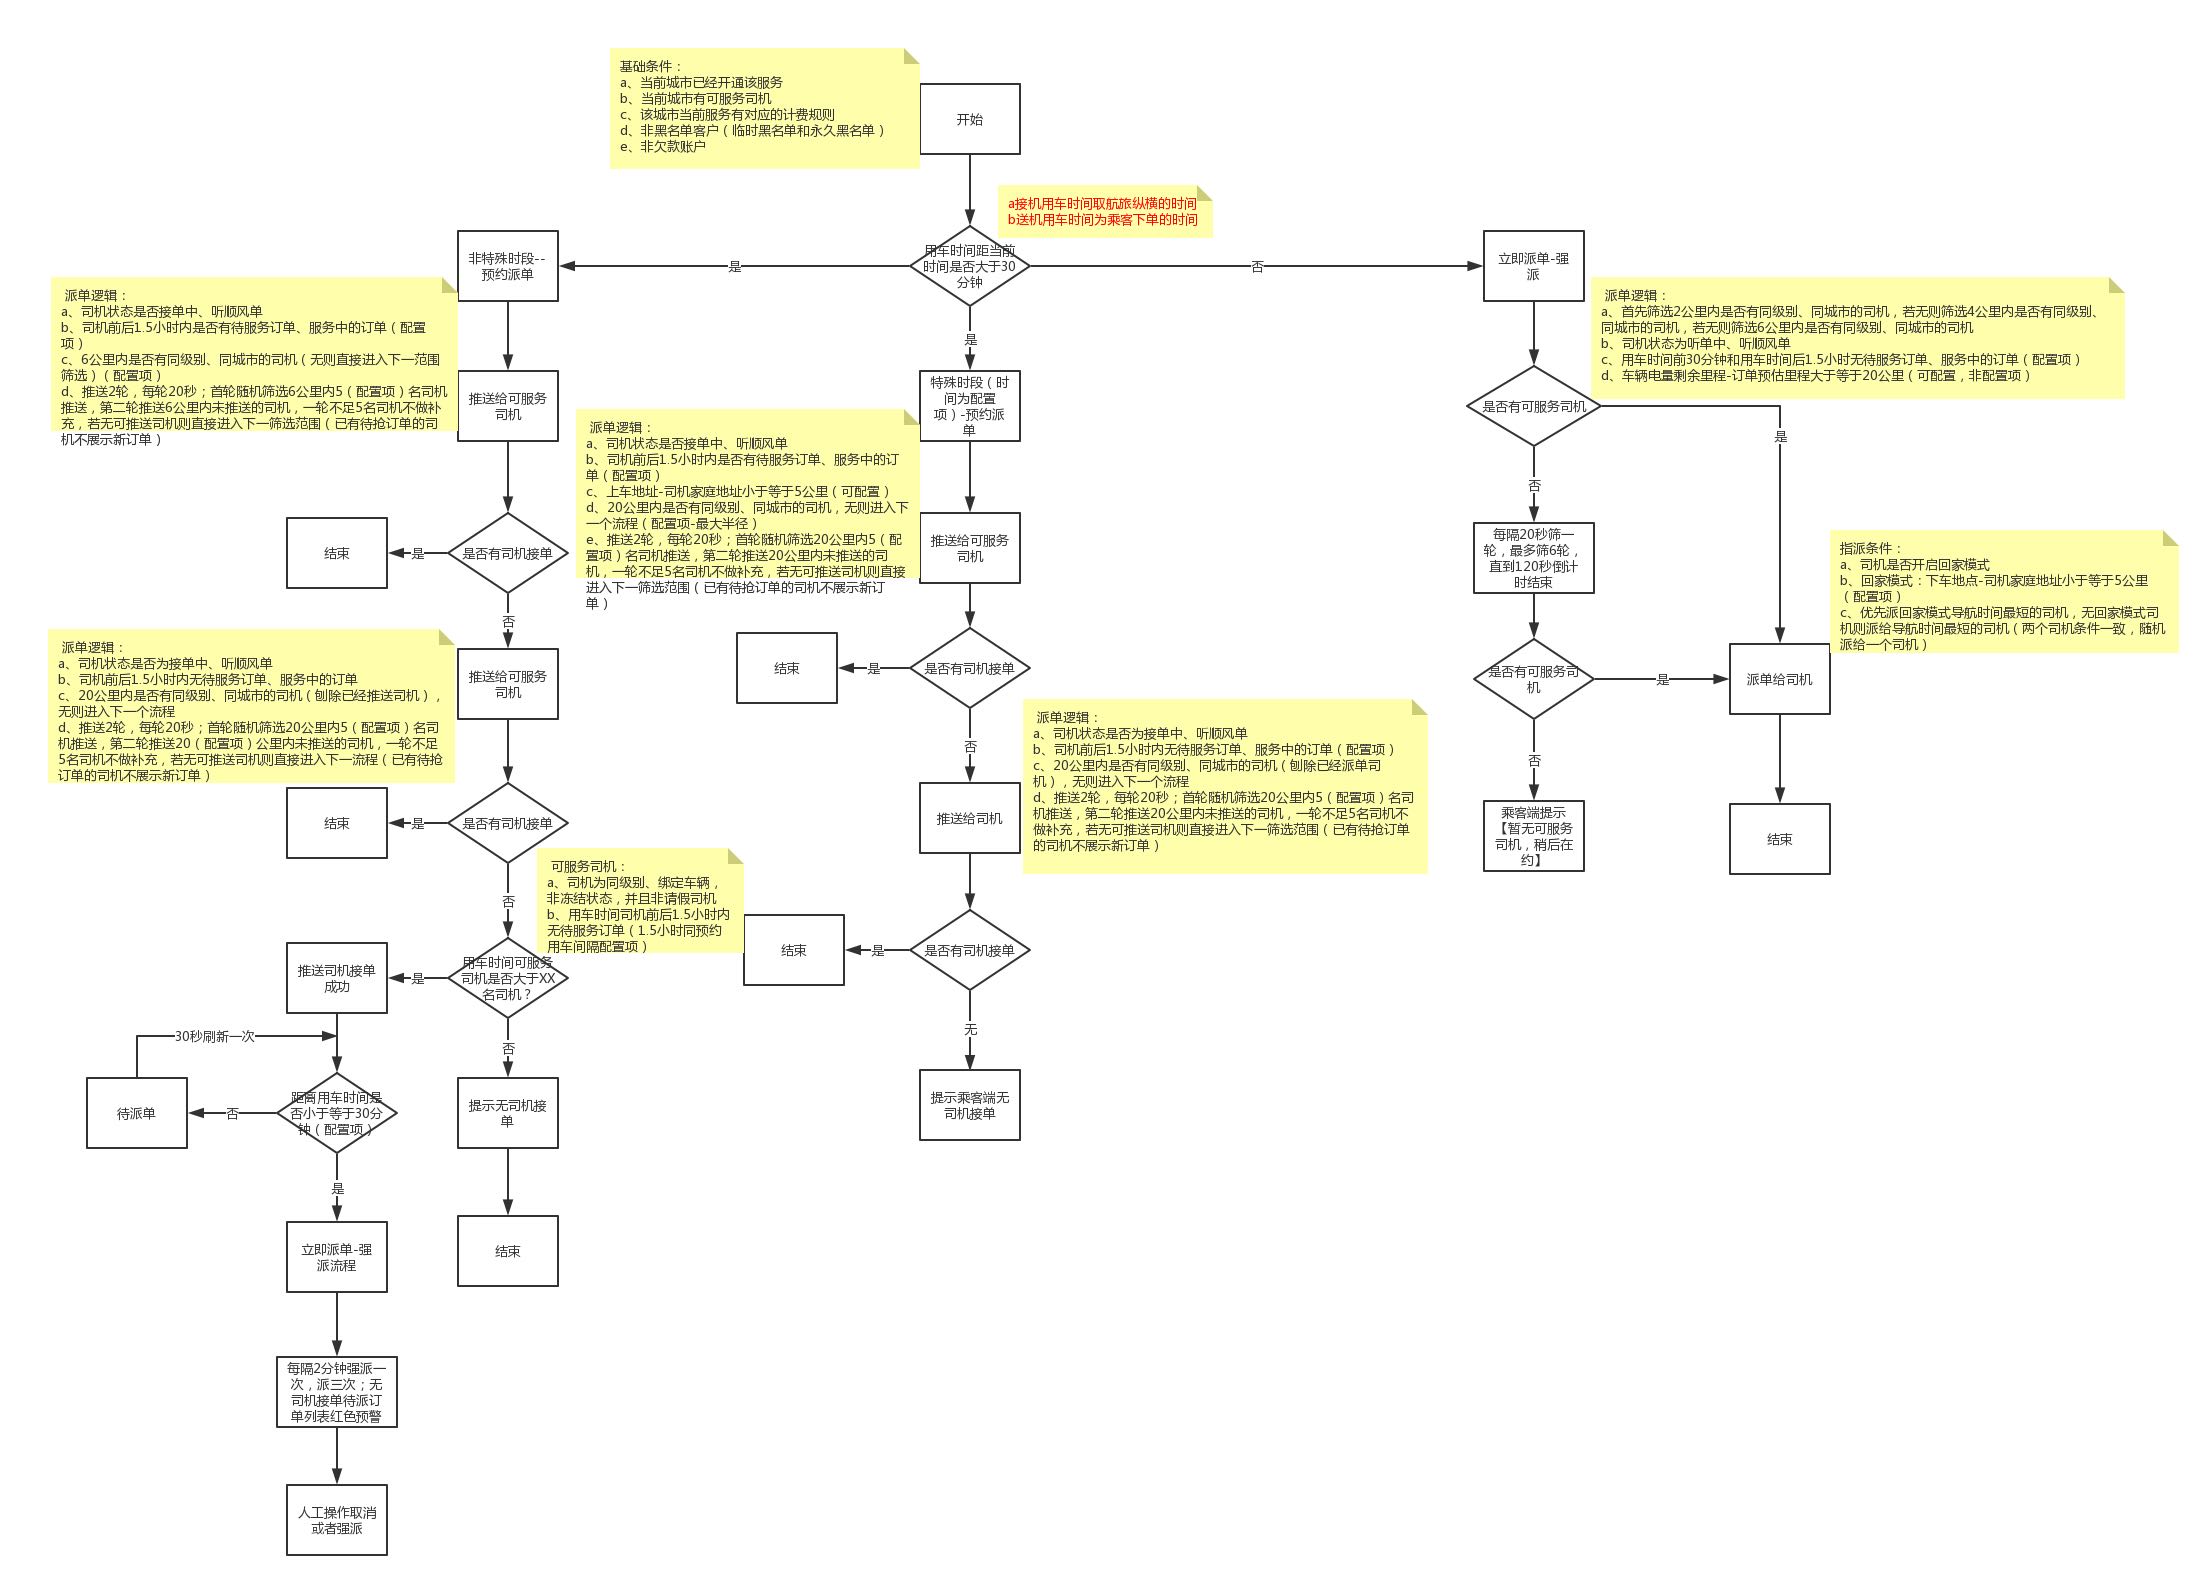 基础条件：
a、当前城市已经开通该服务
b、当前城市有可服务司机
c、该城市当前服务有对应的计费规则
d、非黑名单客户（临时黑名单和永久黑名单）
e、非欠款账户
开始
a接机用车时间取航旅纵横的时间
b送机用车时间为乘客下单的时间
用车时间距当前
时间是否大于30
分钟
是
否
是
非特殊时段--
预约派单
派单逻辑：
a、司机状态是否接单中、听顺风单
b、司机前后1.5小时内是否有待服务订单、服务中的订单（配置
项）
c、6公里内是否有同级别、同城市的司机（无则直接进入下一范围
筛选）（配置项）
d、推送2轮，每轮20秒；首轮随机筛选6公里内5（配置项）名司机
推送，第二轮推送6公里内未推送的司机，一轮不足5名司机不做补
充，若无可推送司机则直接进入下一筛选范围（已有待抢订单的司
机不展示新订单）
推送给可服务
司机
是否有司机接单
是
结束
否
派单逻辑：
a、司机状态是否为接单中、听顺风单
b、司机前后1.5小时内无待服务订单、服务中的订单
c、20公里内是否有同级别、同城市的司机（刨除已经推送司机），
无则进入下一个流程
d、推送2轮，每轮20秒；首轮随机筛选20公里内5（配置项）名司
机推送，第二轮推送20（配置项）公里内未推送的司机，一轮不足
5名司机不做补充，若无可推送司机则直接进入下一流程（已有待抢
订单的司机不展示新订单）
推送给可服务
司机
是否有司机接单
是
结束
否
可服务司机：
a、司机为同级别、绑定车辆，
非冻结状态，并且非请假司机
b、用车时间司机前后1.5小时内
无待服务订单（1.5小时同预约
用车间隔配置项）
用车时间可服务
司机是否大于XX
名司机？
是
推送司机接单
成功
否
提示无司机接
单
结束
30秒刷新一次
待派单
否
距离用车时间是
否小于等于30分
钟（配置项）
是
立即派单-强
派流程
每隔2分钟强派一
次，派三次；无
司机接单待派订
单列表红色预警
人工操作取消
或者强派
特殊时段（时
间为配置
项）-预约派
单
派单逻辑：
a、司机状态是否接单中、听顺风单
b、司机前后1.5小时内是否有待服务订单、服务中的订
单（配置项）
c、上车地址-司机家庭地址小于等于5公里（可配置）
d、20公里内是否有同级别、同城市的司机，无则进入下
一个流程（配置项-最大半径）
e、推送2轮，每轮20秒；首轮随机筛选20公里内5（配
置项）名司机推送，第二轮推送20公里内未推送的司
机，一轮不足5名司机不做补充，若无可推送司机则直接
进入下一筛选范围（已有待抢订单的司机不展示新订
单）
推送给可服务
司机
是否有司机接单
是
结束
否
派单逻辑：
a、司机状态是否为接单中、听顺风单
b、司机前后1.5小时内无待服务订单、服务中的订单（配置项）
c、20公里内是否有同级别、同城市的司机（刨除已经派单司
机），无则进入下一个流程
d、推送2轮，每轮20秒；首轮随机筛选20公里内5（配置项）名司
机推送，第二轮推送20公里内未推送的司机，一轮不足5名司机不
做补充，若无可推送司机则直接进入下一筛选范围（已有待抢订单
的司机不展示新订单）
推送给司机
是否有司机接单
是
结束
无
提示乘客端无
司机接单
立即派单-强
派
派单逻辑：
a、首先筛选2公里内是否有同级别、同城市的司机，若无则筛选4公里内是否有同级别、
同城市的司机，若无则筛选6公里内是否有同级别、同城市的司机
b、司机状态为听单中、听顺风单
c、用车时间前30分钟和用车时间后1.5小时无待服务订单、服务中的订单（配置项）
d、车辆电量剩余里程-订单预估里程大于等于20公里（可配置，非配置项）
是否有可服务司机
是
否
每隔20秒筛一
轮，最多筛6轮，
直到120秒倒计
时结束
是否有可服务司
机
是
否
乘客端提示
【暂无可服务
司机，稍后在
约】
指派条件：
a、司机是否开启回家模式
b、回家模式：下车地点-司机家庭地址小于等于5公里
（配置项）
c、优先派回家模式导航时间最短的司机，无回家模式司
机则派给导航时间最短的司机（两个司机条件一致，随机
派给一个司机）
派单给司机
结束